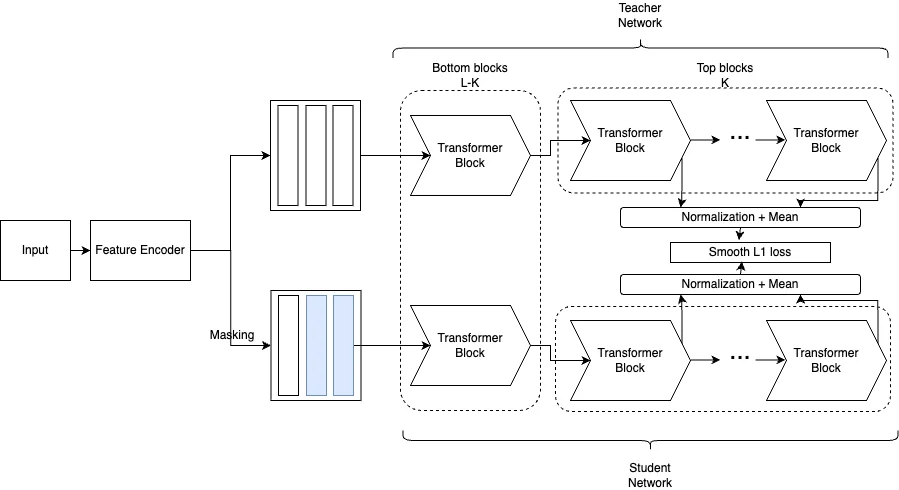 Teacher
Network
Bottom blocks
L-K
Top blocks
K
Transformer
Block
Transformer
Block
...
Transformer
Block
Input
Feature Encoder
Normalization + Mean
Smooth L1 loss
Normalization + Mean
Masking
Transformer
Block
Transformer
Block
...
Transformer
Block
Student
Network